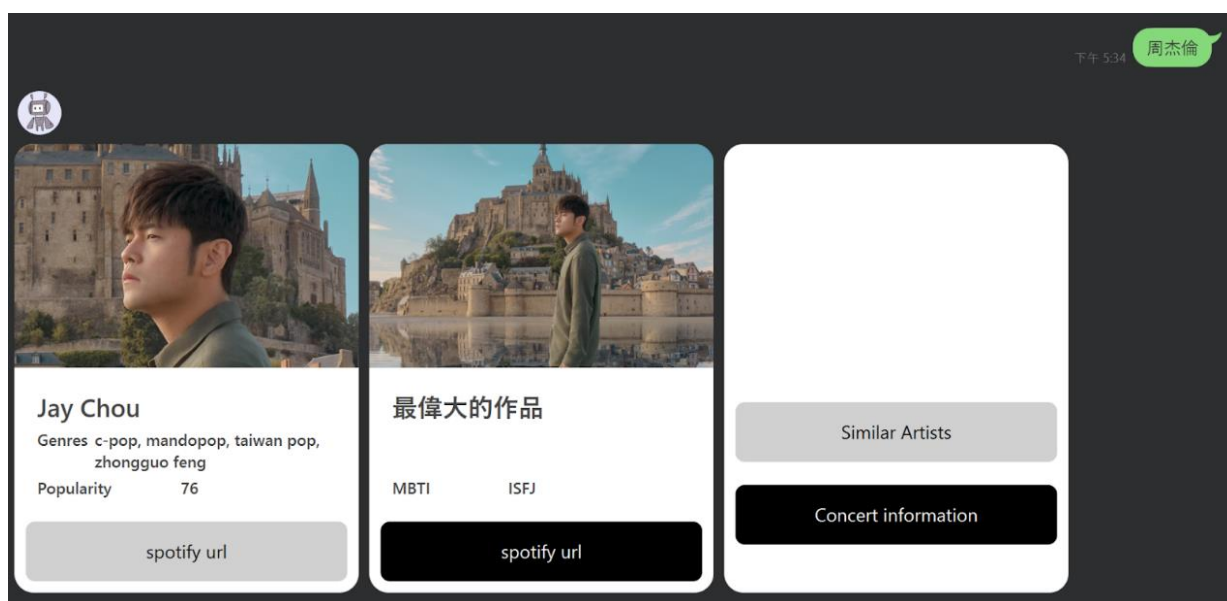 周杰倫
下午 5:34
Jay Chou
Genres c-pop, mandopop, taiwan pop,
zhongguo feng
Popularity 76
spotify url
最偉大的作品
MBTI ISFJ
spotify url
Similar Artists
Concert information